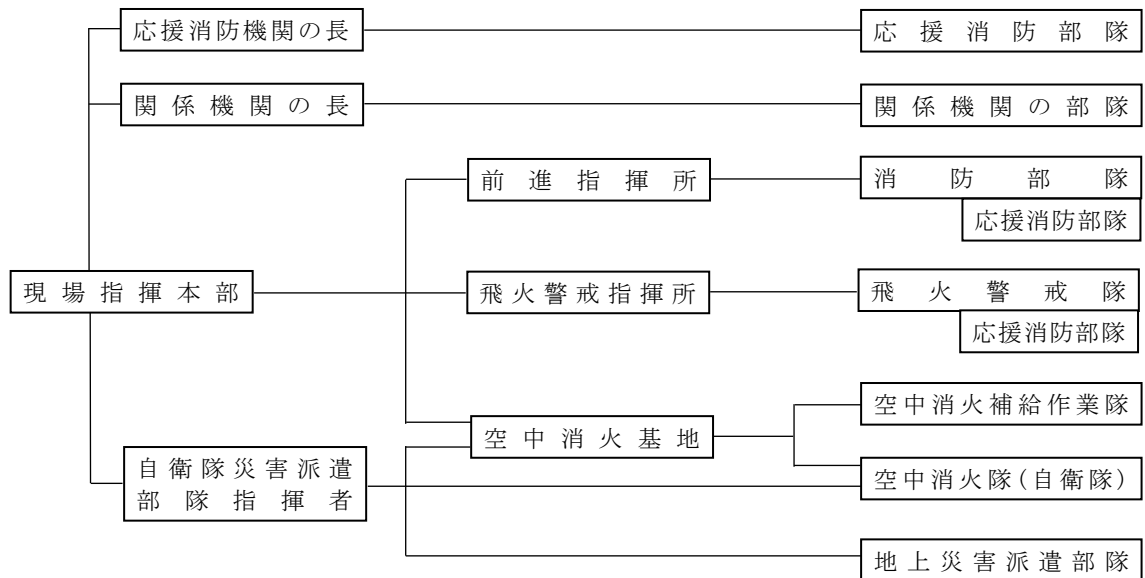 応援消防機関の長
応援消防部隊
関係機関の長
関係機関の部隊
前進指揮所
消防部隊
応援消防部隊
現場指揮本部
飛火警戒指揮所
飛火警戒隊
応援消防部隊
空中消火補給作業隊
空中消火基地
自衛隊災害派遣
部隊指揮者
空中消火隊(自衛隊)
地上災害派遣部隊